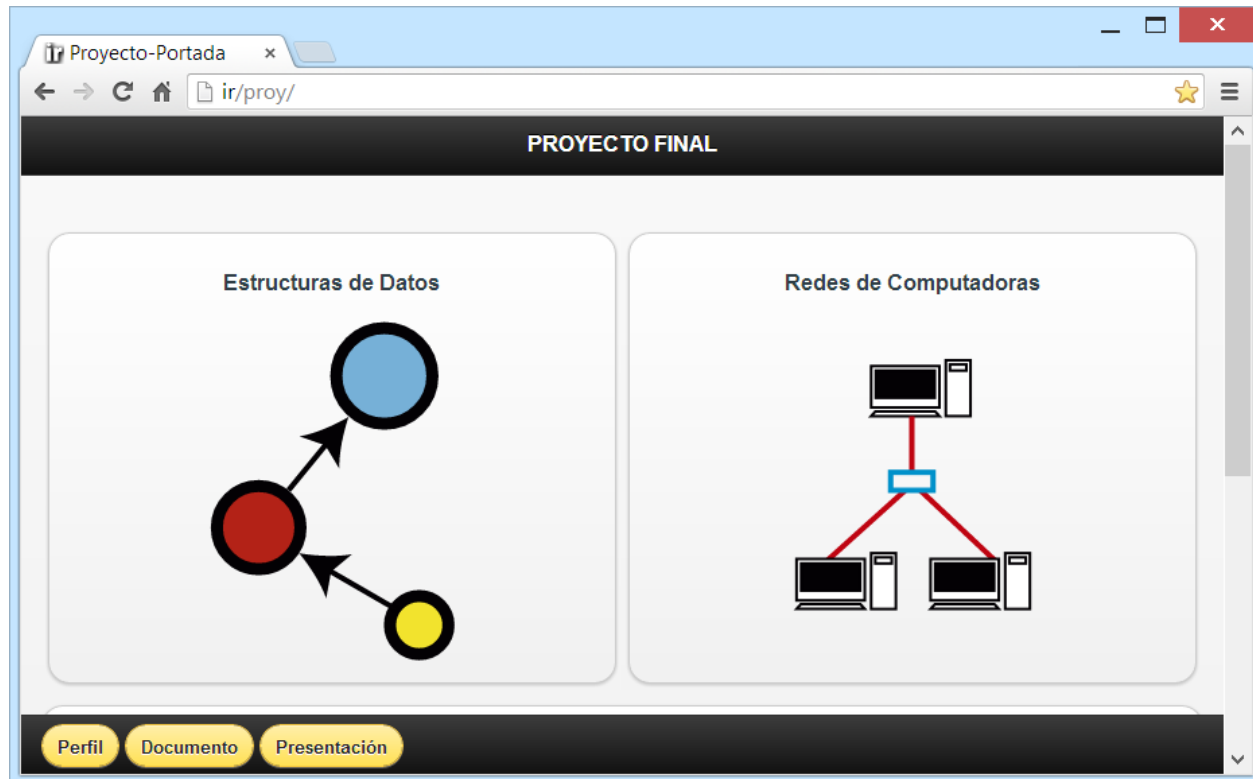 Proyecto-Portada
ir/proy/
PROYECTO FINAL
Estructuras de Datos
Redes de Computadoras
Perfil
Documento
Presentación